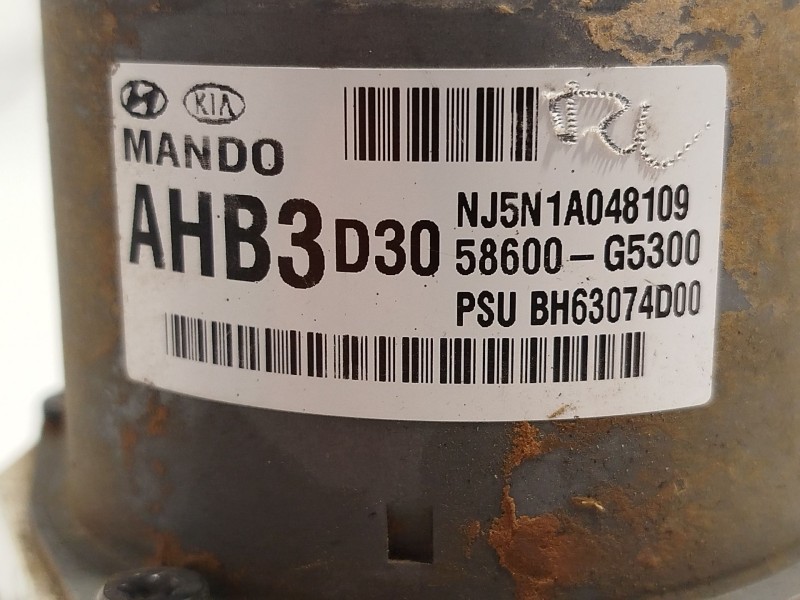 KIA
MANDO
AHB3 D30
NJ5N1A048109
58600-G5300
PSU BH63074D00